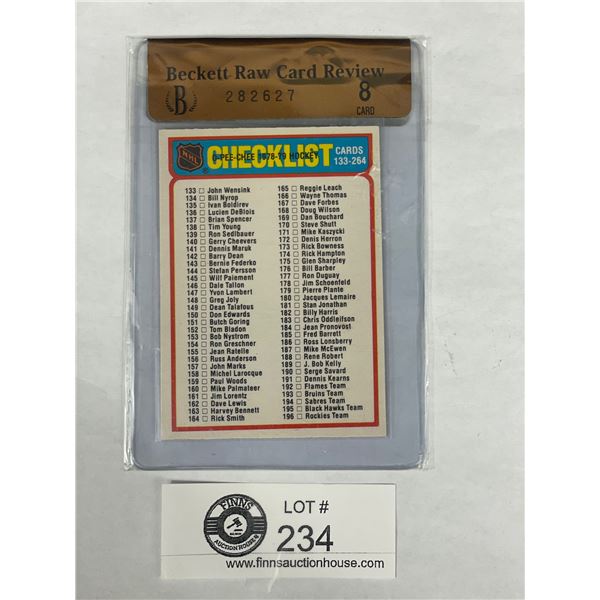 Beckett Raw Card Review
B 282627 8
CARD
NHL CHECKLIST CARDS
O-PEE-CHEE 1978-79 HOCKEY 133-264
133 John Wensink
134 Bill Nyrop
135 Ivan Boldirev
136 Lucien DeBlois
137 Brian Spencer
138 Tim Young
139 Ron Sedlbauer
140 Gerry Cheevers
141 Dennis Maruk
142 Barry Dean
143 Bernie Federko
144 Stefan Persson
145 Wilf Paiement
146 Dale Tallon
147 Yvon Lambert
148 Greg Joly
149 Dean Talafous
150 Don Edwards
151 Butch Goring
152 Tom Bladon
153 Bob Nystrom
154 Ron Greschner
155 Jean Ratelle
156 Russ Anderson
157 John Marks
158 Michel Larocque
159 Paul Woods
160 Mike Palmateer
161 Jim Lorentz
162 Dave Lewis
163 Harvey Bennett
164 Rick Smith
165 Reggie Leach
166 Wayne Thomas
167 Dave Forbes
168 Doug Wilson
169 Dan Bouchard
170 Steve Shutt
171 Mike Kaszycki
172 Denis Herron
173 Rick Bowness
174 Rick Hampton
175 Glen Sharpley
176 Bill Barber
177 Ron Duguay
178 Jim Schoenfeld
179 Pierre Plante
180 Jacques Lemaire
181 Stan Jonathan
182 Billy Harris
183 Chris Oddleifson
184 Jean Pronovost
185 Fred Barrett
186 Ross Lonsberry
187 Mike McEwen
188 Rene Robert
189 J. Bob Kelly
190 Serge Savard
191 Dennis Kearns
192 Flames Team
193 Bruins Team
194 Sabres Team
195 Black Hawks Team
196 Rockies Team
FINNS
AUCTION HOUSE
LOT #
234
www.finnsauctionhouse.com